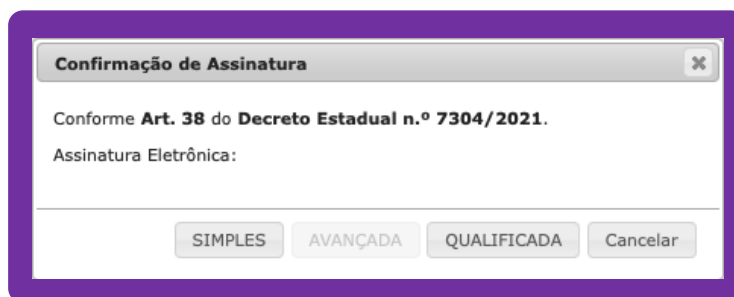 Confirmação de Assinatura
Conforme Art. 38 do Decreto Estadual n.º 7304/2021.
Assinatura Eletrônica:
SIMPLES AVANÇADA QUALIFICADA Cancelar